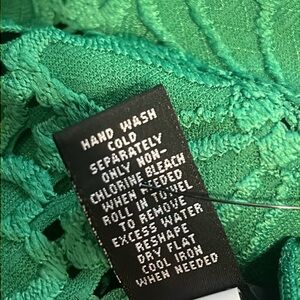 HAND WASH
COLD
SEPARATELY
ONLY NON-
CHLORINE BLEACH
WHEN NEEDED
ROLL IN TOWEL
TO REMOVE
EXCESS WATER
RESHAPE
DRY FLAT
COOL IRON
WHEN NEEDED